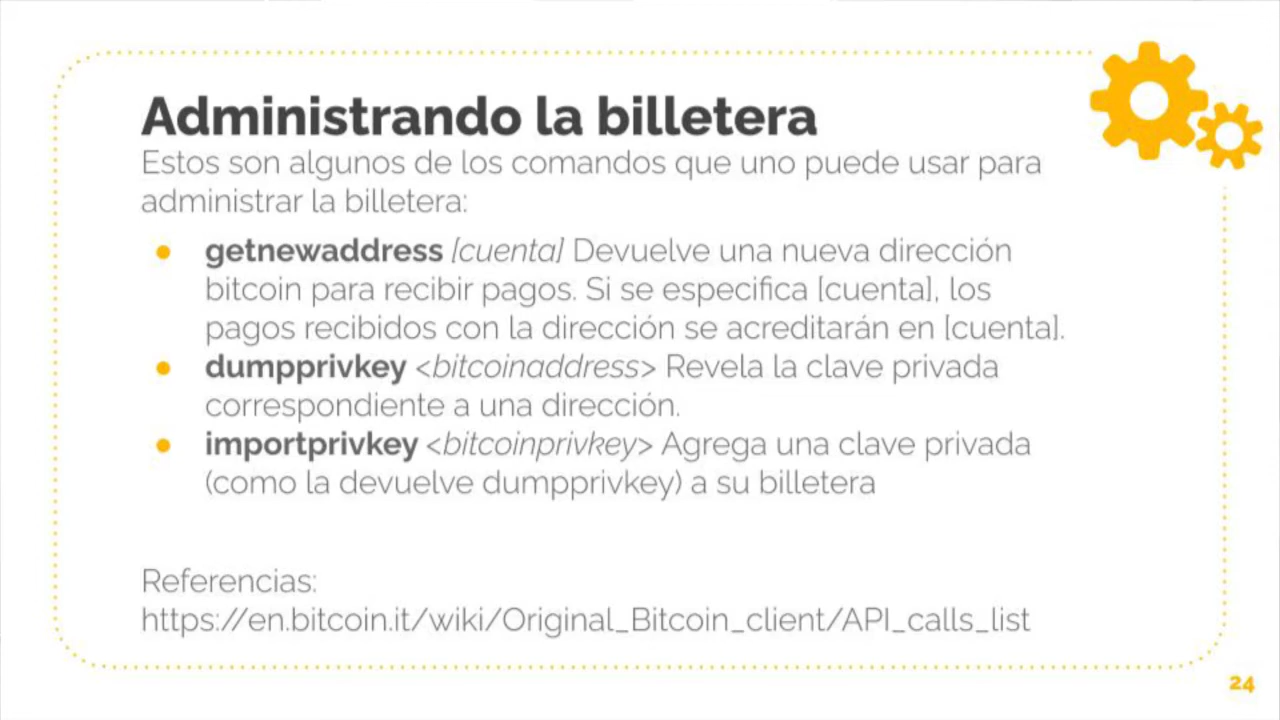 Administrando la billetera
Estos son algunos de los comandos que uno puede usar para
administrar la billetera:
● getnewaddress [cuenta] Devuelve una nueva dirección
bitcoin para recibir pagos. Si se especifica [cuenta], los
pagos recibidos con la dirección se acreditarán en [cuenta].
● dumpprivkey <bitcoinaddress> Revela la clave privada
correspondiente a una dirección.
● importprivkey <bitcoinprivkey> Agrega una clave privada
(como la devuelve dumpprivkey) a su billetera
Referencias:
https://en.bitcoin.it/wiki/Original_Bitcoin_client/API_calls_list
24